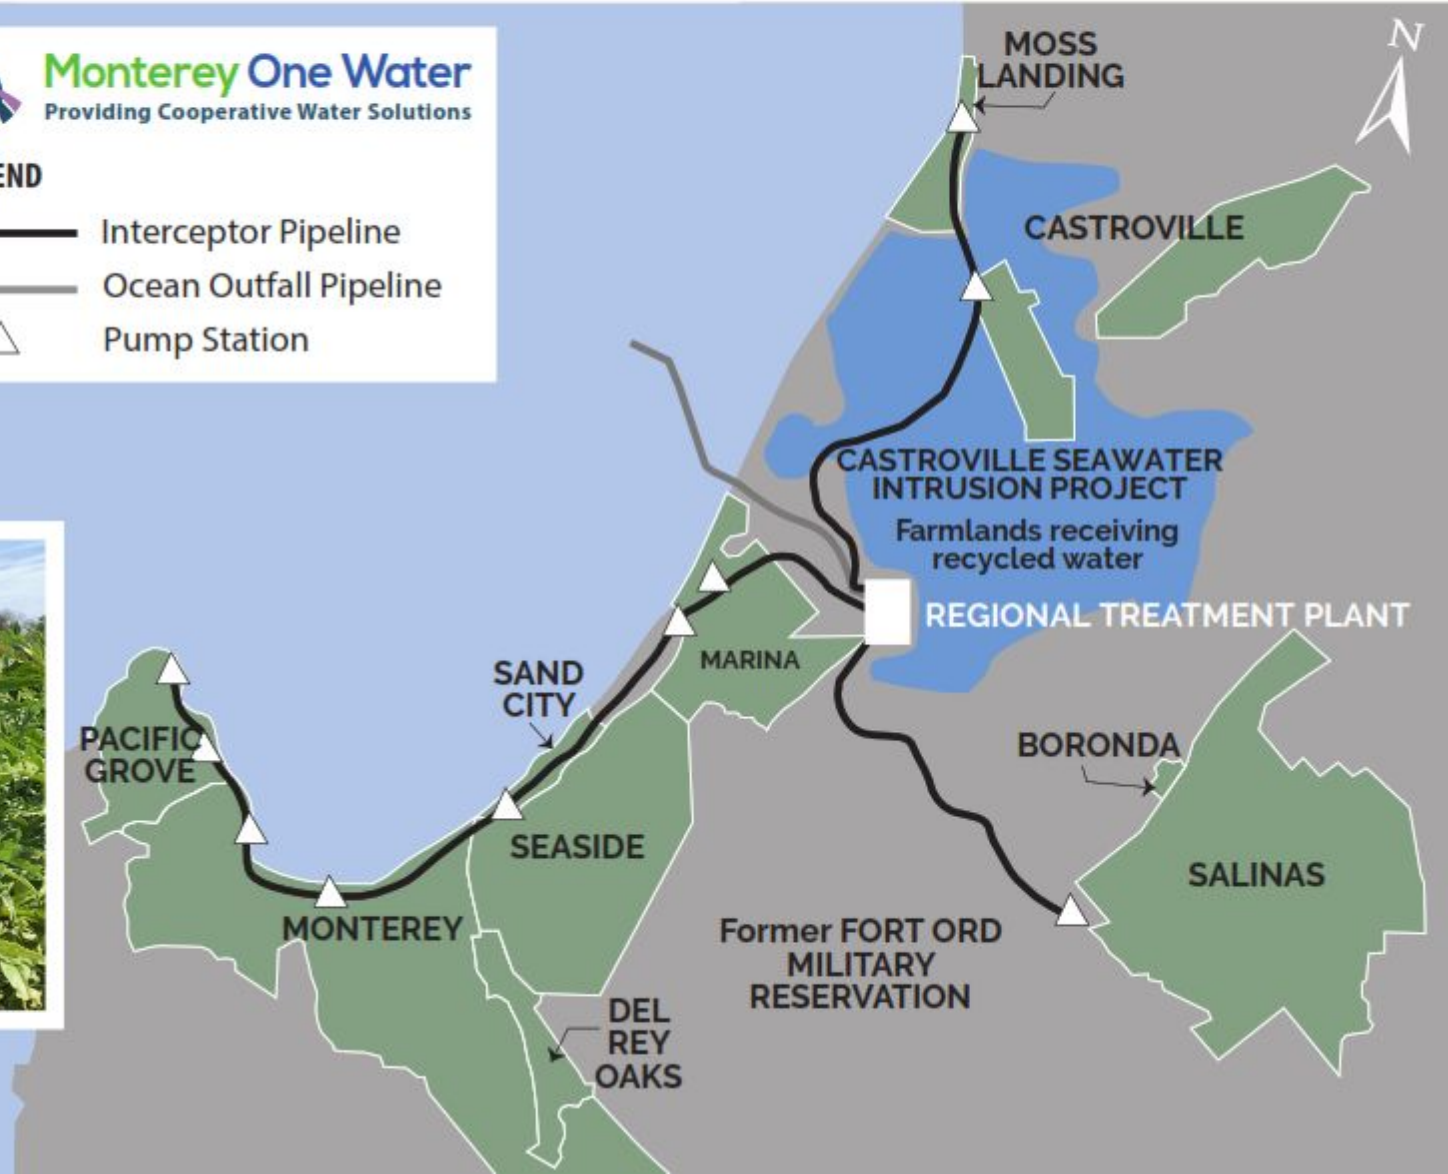 Monterey One Water
Providing Cooperative Water Solutions
END
Interceptor Pipeline
Ocean Outfall Pipeline
Pump Station
N
MOSS
LANDING
CASTROVILLE
CASTROVILLE SEAWATER
INTRUSION PROJECT
Farmlands receiving
recycled water
REGIONAL TREATMENT PLANT
MARINA
SAND
CITY
PACIFIC
GROVE
BORONDA
SEASIDE
SALINAS
MONTEREY
Former FORT ORD
MILITARY
RESERVATION
DEL
REY
OAKS